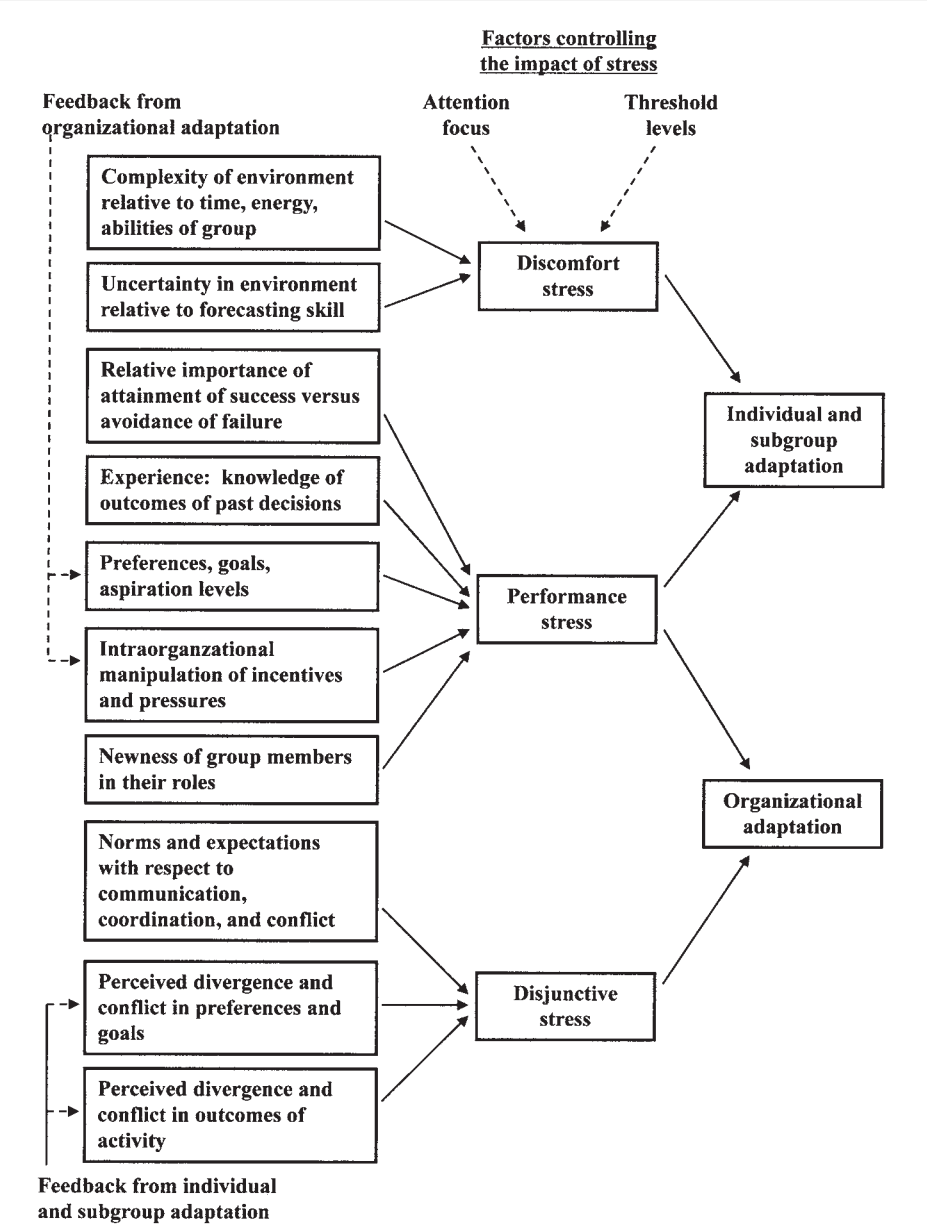 Factors controlling
the impact of stress
Feedback from
organizational adaptation
Attention
focus
Threshold
levels
Complexity of environment
relative to time, energy,
abilities of group
Uncertainty in environment
relative to forecasting skill
Discomfort
stress
Relative importance of
attainment of success versus
avoidance of failure
Experience: knowledge of
outcomes of past decisions
Individual and
subgroup
adaptation
Preferences, goals,
aspiration levels
Intraorganzational
manipulation of incentives
and pressures
Newness of group members
in their roles
Performance
stress
Norms and expectations
with respect to
communication,
coordination, and conflict
Organizational
adaptation
Perceived divergence and
conflict in preferences and
goals
Perceived divergence and
conflict in outcomes of
activity
Disjunctive
stress
Feedback from individual
and subgroup adaptation